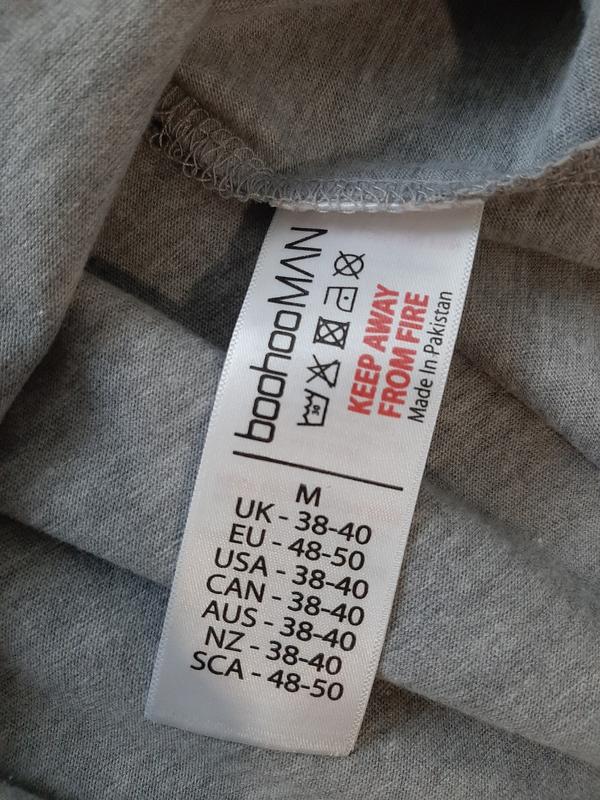 boohooMAN
30
KEEP AWAY
FROM FIRE
Made In Pakistan
M
UK - 38-40
EU - 48-50
USA - 38-40
CAN - 38-40
AUS - 38-40
NZ - 38-40
SCA - 48-50